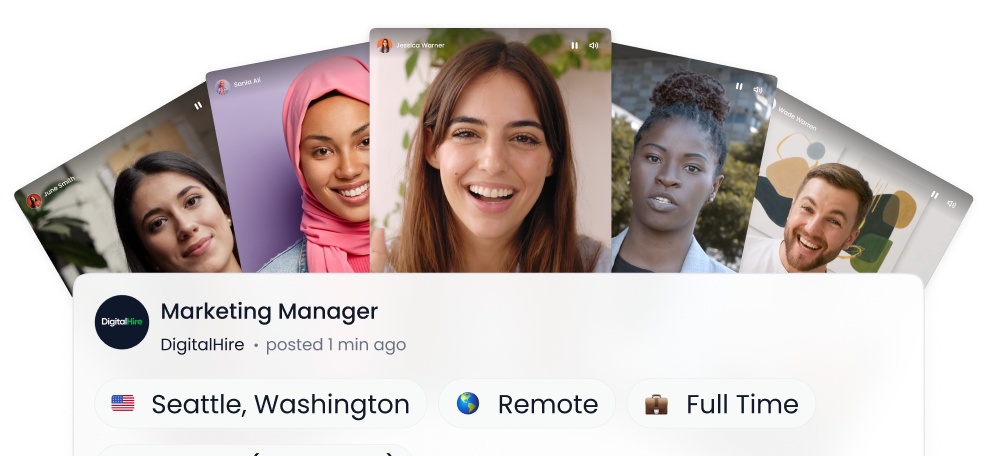 Jessica Warner
Sania Ali
Wade Warren
June Smith
DigitalHire
Marketing Manager
DigitalHire • posted 1 min ago
Seattle, Washington
Remote
Full Time